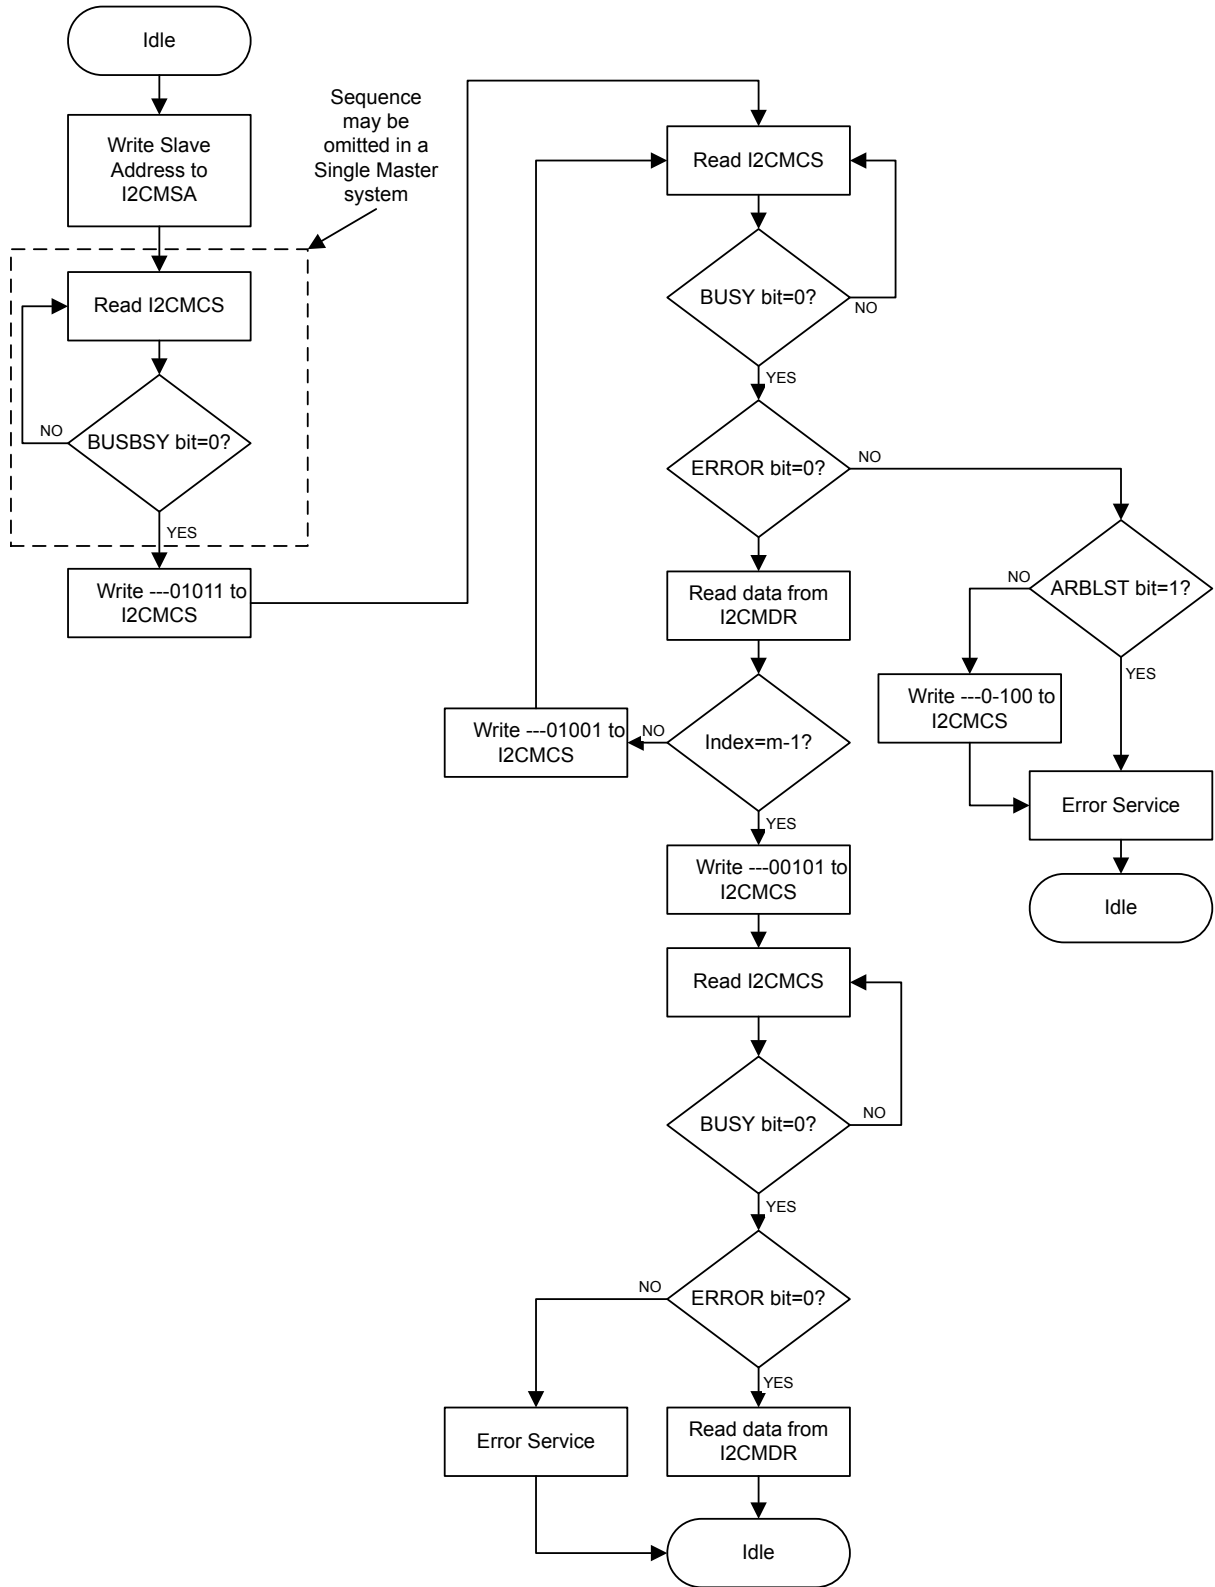 Idle
Write Slave
Address to
I2CMSA
Sequence
may be
omitted in a
Single Master
system
Read I2CMCS
BUSBSY bit=0?
NO
YES
Write ---01011 to
I2CMCS
Read I2CMCS
BUSY bit=0?
NO
YES
ERROR bit=0?
NO
ARBLST bit=1?
NO
YES
Write ---0-100 to
I2CMCS
Error Service
Idle
Read data from
I2CMDR
Index=m-1?
NO
Write ---01001 to
I2CMCS
YES
Write ---00101 to
I2CMCS
Read I2CMCS
BUSY bit=0?
NO
YES
ERROR bit=0?
NO
YES
Error Service
Read data from
I2CMDR
Idle